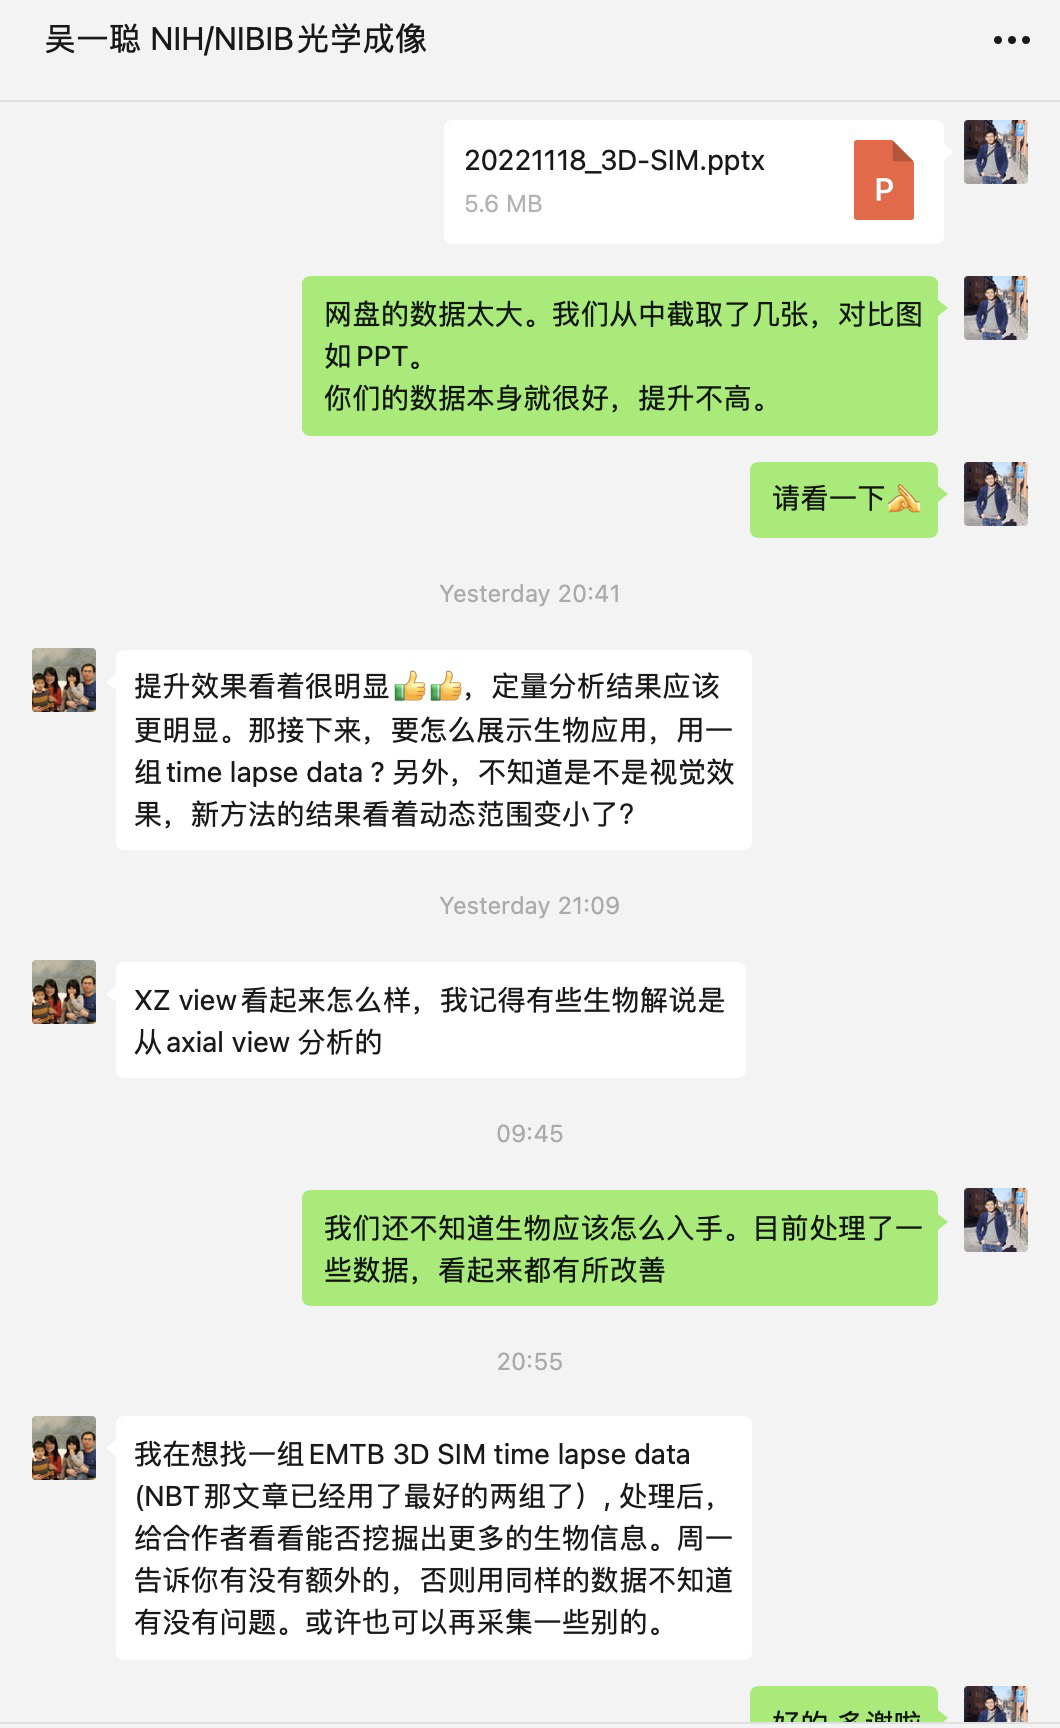 吴一聪 NIH/NIBIB光学成像
20221118_3D-SIM.pptx
5.6 MB
P
网盘的数据太大。我们从中截取了几张，对比图
如PPT。
你们的数据本身就很好，提升不高。
请看一下
Yesterday 20:41
提升效果看着很明显👍👍，定量分析结果应该
更明显。那接下来，要怎么展示生物应用，用一
组time lapse data？另外，不知道是不是视觉效
果，新方法的结果看着动态范围变小了？
Yesterday 21:09
XZ view看起来怎么样，我记得有些生物解说是
从axial view 分析的
09:45
我们还不知道生物应该怎么入手。目前处理了一
些数据，看起来都有所改善
20:55
我在想找一组EMTB 3D SIM time lapse data
(NBT那文章已经用了最好的两组了）, 处理后，
给合作者看看能否挖掘出更多的生物信息。周一
告诉你有没有额外的，否则用同样的数据不知道
有没有问题。或许也可以再采集一些别的。
好的 多谢啦